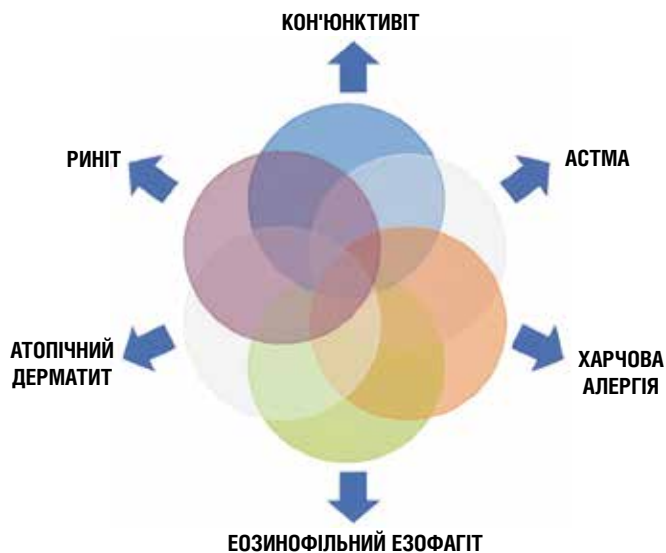 КОН'ЮНКТИВІТ
РИНІТ
АСТМА
АТОПІЧНИЙ
ДЕРМАТИТ
ХАРЧОВА
АЛЕРГІЯ
ЕОЗИНОФІЛЬНИЙ ЕЗОФАГІТ